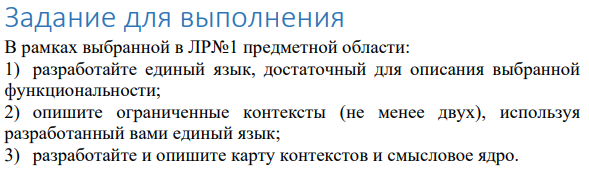 Задание для выполнения
В рамках выбранной в ЛР№1 предметной области:
1) разработайте единый язык, достаточный для описания выбранной
функциональности;
2) опишите ограниченные контексты (не менее двух), используя
разработанный вами единый язык;
3) разработайте и опишите карту контекстов и смысловое ядро.